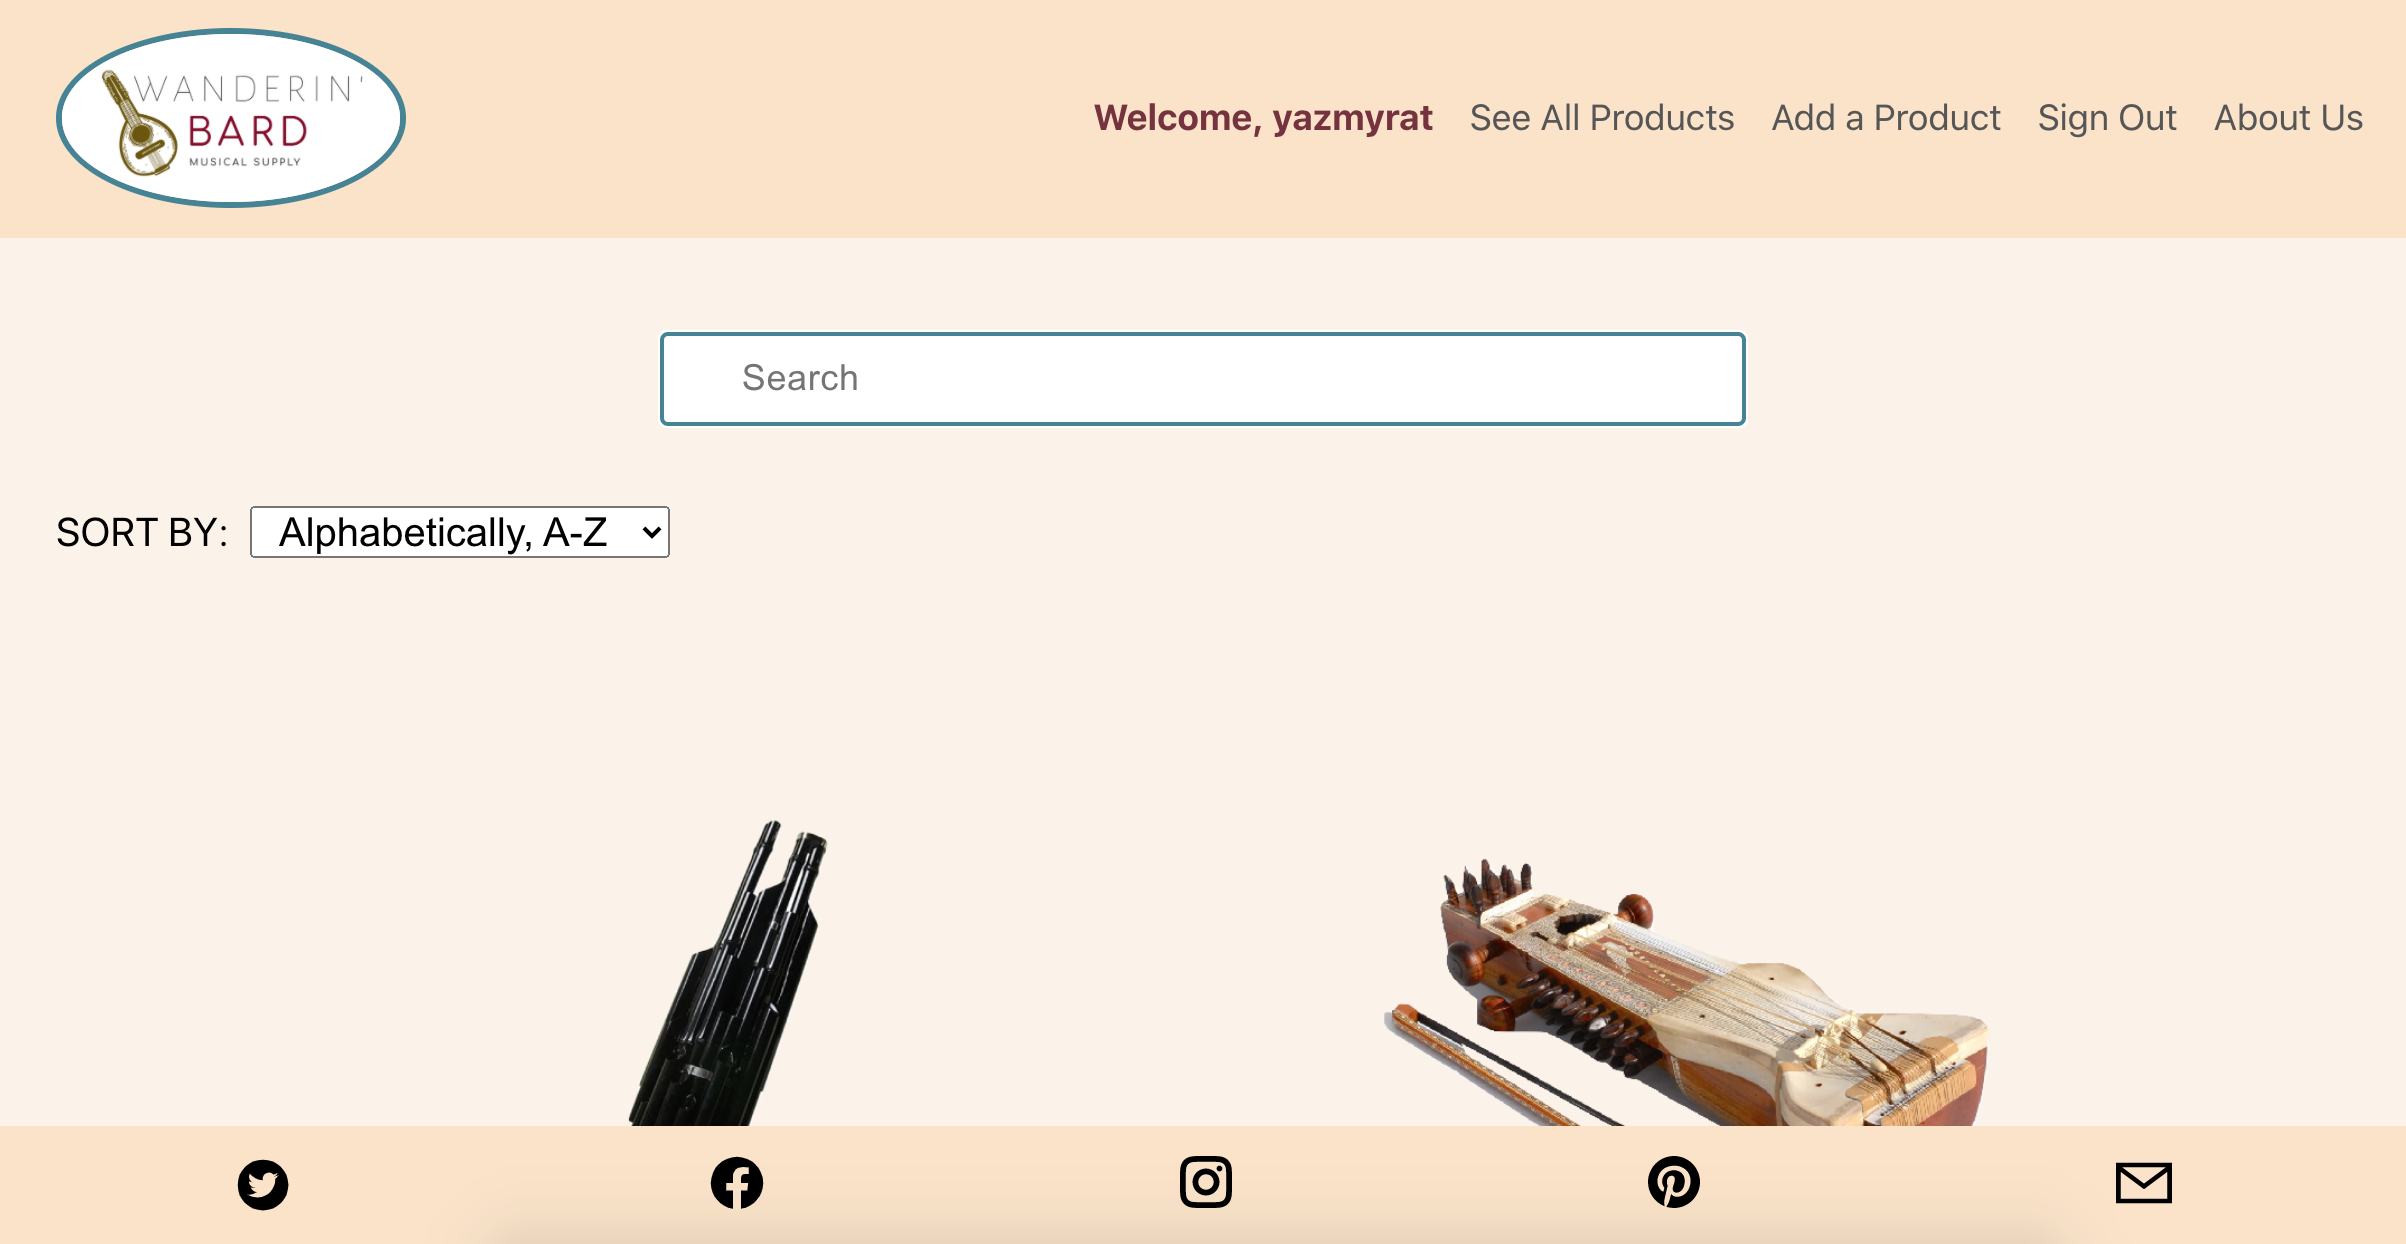 WANDERIN'
BARD
MUSICAL SUPPLY
Welcome, yazmyrat See All Products Add a Product Sign Out About Us
Search
SORT BY: Alphabetically, A-Z